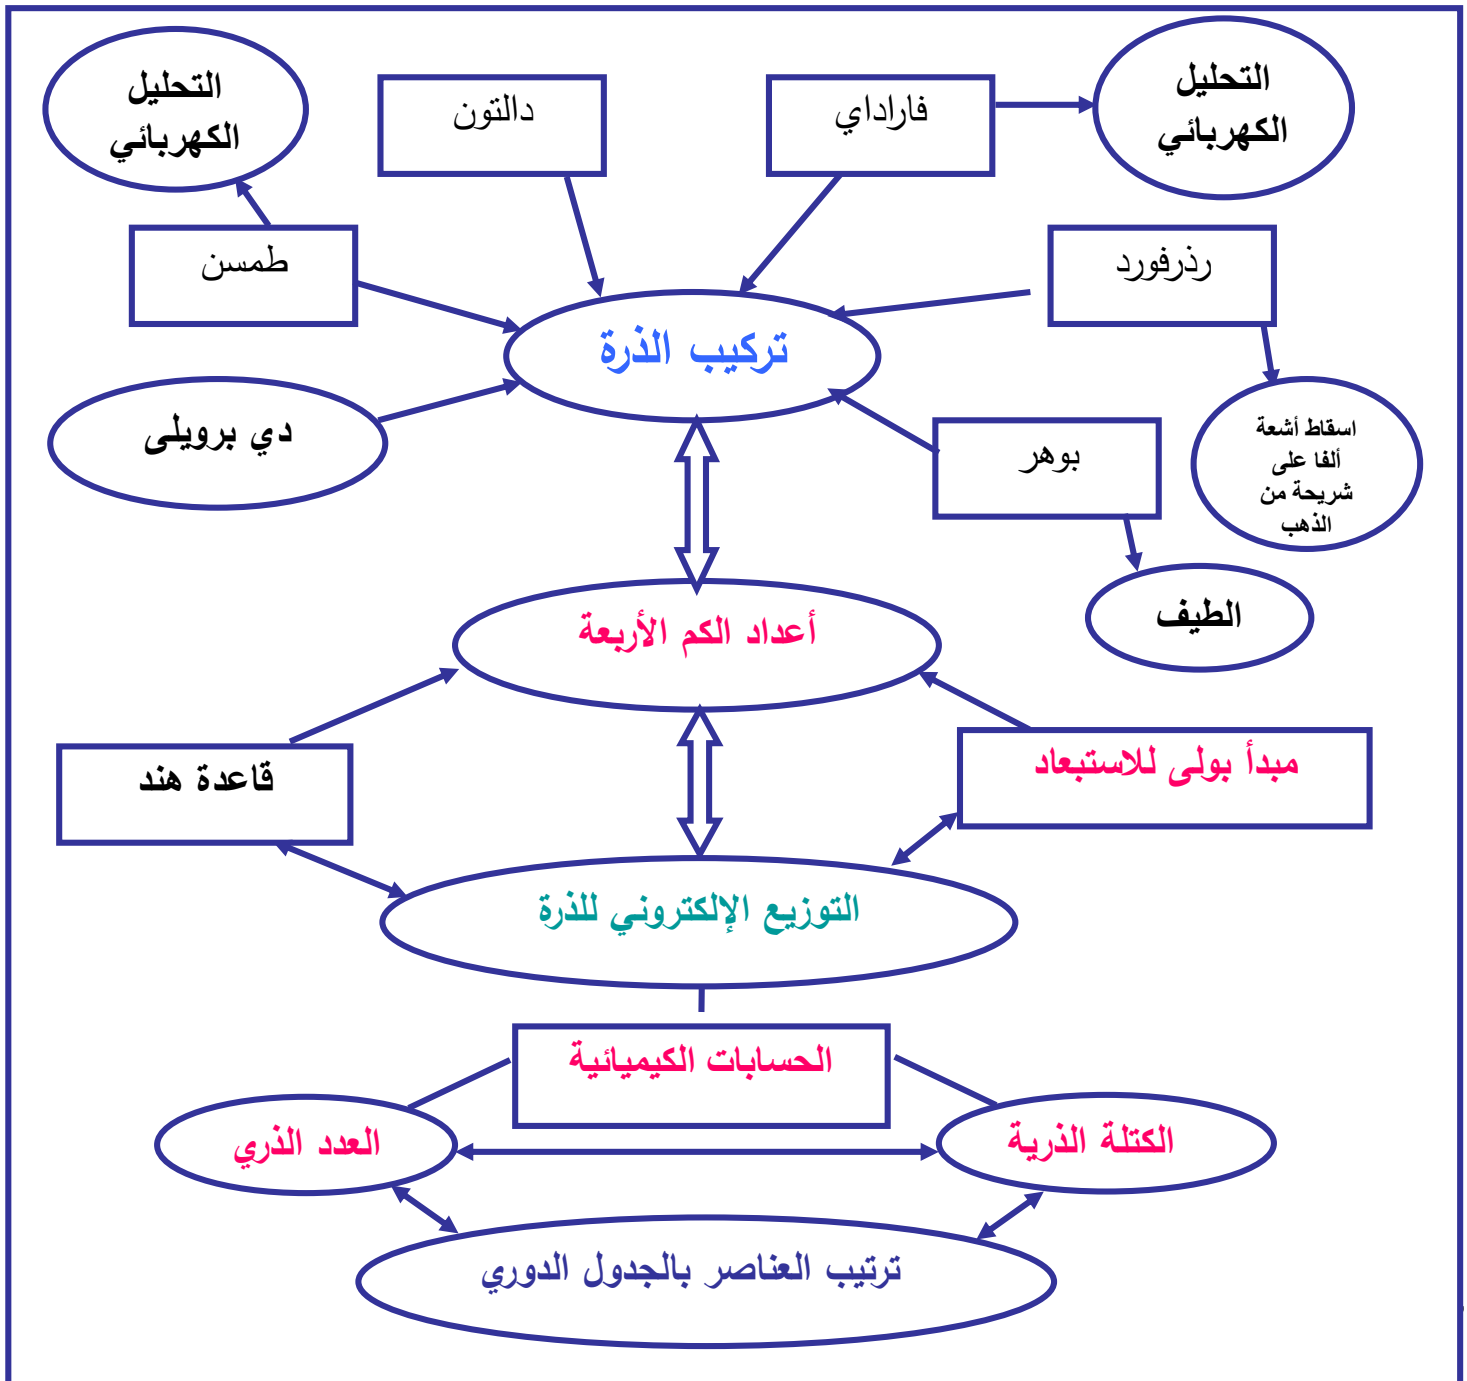 التحليل
الكهربائي
فاراداي
دالتون
التحليل
الكهربائي
رذرفورد
طمسن
تركيب الذرة
اسقاط أشعة
ألفا على
شريحة من
الذهب
بوهر
دي برويلى
الطيف
أعداد الكم الأربعة
مبدأ بولى للاستبعاد
قاعدة هند
التوزيع الإلكتروني للذرة
الحسابات الكيميائية
الكتلة الذرية
العدد الذري
ترتيب العناصر بالجدول الدوري